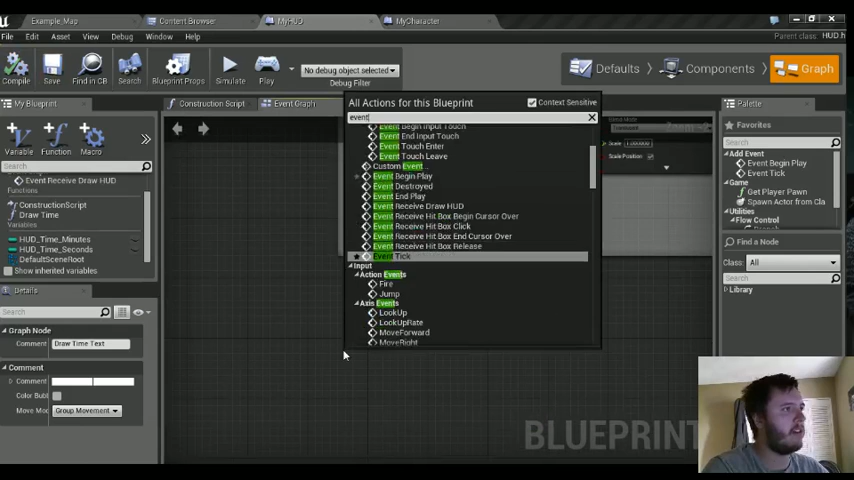 Example_Map
Content Browser
MyHUD
MyCharacter
File
Asset
View
Debug
Window
Help
Parent class: HUD.h
Compile
Save
Find in CB
Search
Blueprint Props
Simulate
Play
No debug object selected
Debug Filter
Defaults
Components
Graph
My Blueprint
Variable
Function
Macro
Search
Event Receive Draw HUD
Functions
ConstructionScript
Draw Time
Variables
HUD_Time_Minutes
HUD_Time_Seconds
DefaultSceneRoot
Show inherited variables
Details
Search
Graph Node
Comment Draw Time Text
Comment
Comment
Color Bubb
Move Mod Group Movement
Construction Script
Event Graph
All Actions for this Blueprint
Context Sensitive
event
Event Begin Input Touch
Event End Input Touch
Event Touch Enter
Event Touch Leave
Custom Event...
Event Begin Play
Event Destroyed
Event End Play
Event Receive Draw HUD
Event Receive Hit Box Begin Cursor Over
Event Receive Hit Box Click
Event Receive Hit Box End Cursor Over
Event Receive Hit Box Release
Event Tick
Input
Action Events
Fire
Jump
Axis Events
LookUp
LookUpRate
MoveForward
MoveRight
Scale
Scale Position
BLUEPRINT
Palette
Favorites
Add Event
Event Begin Play
Event Tick
Game
Get Player Pawn
Spawn Actor from Cla
Utilities
Flow Control
Find a Node
Class: All
Search
Library